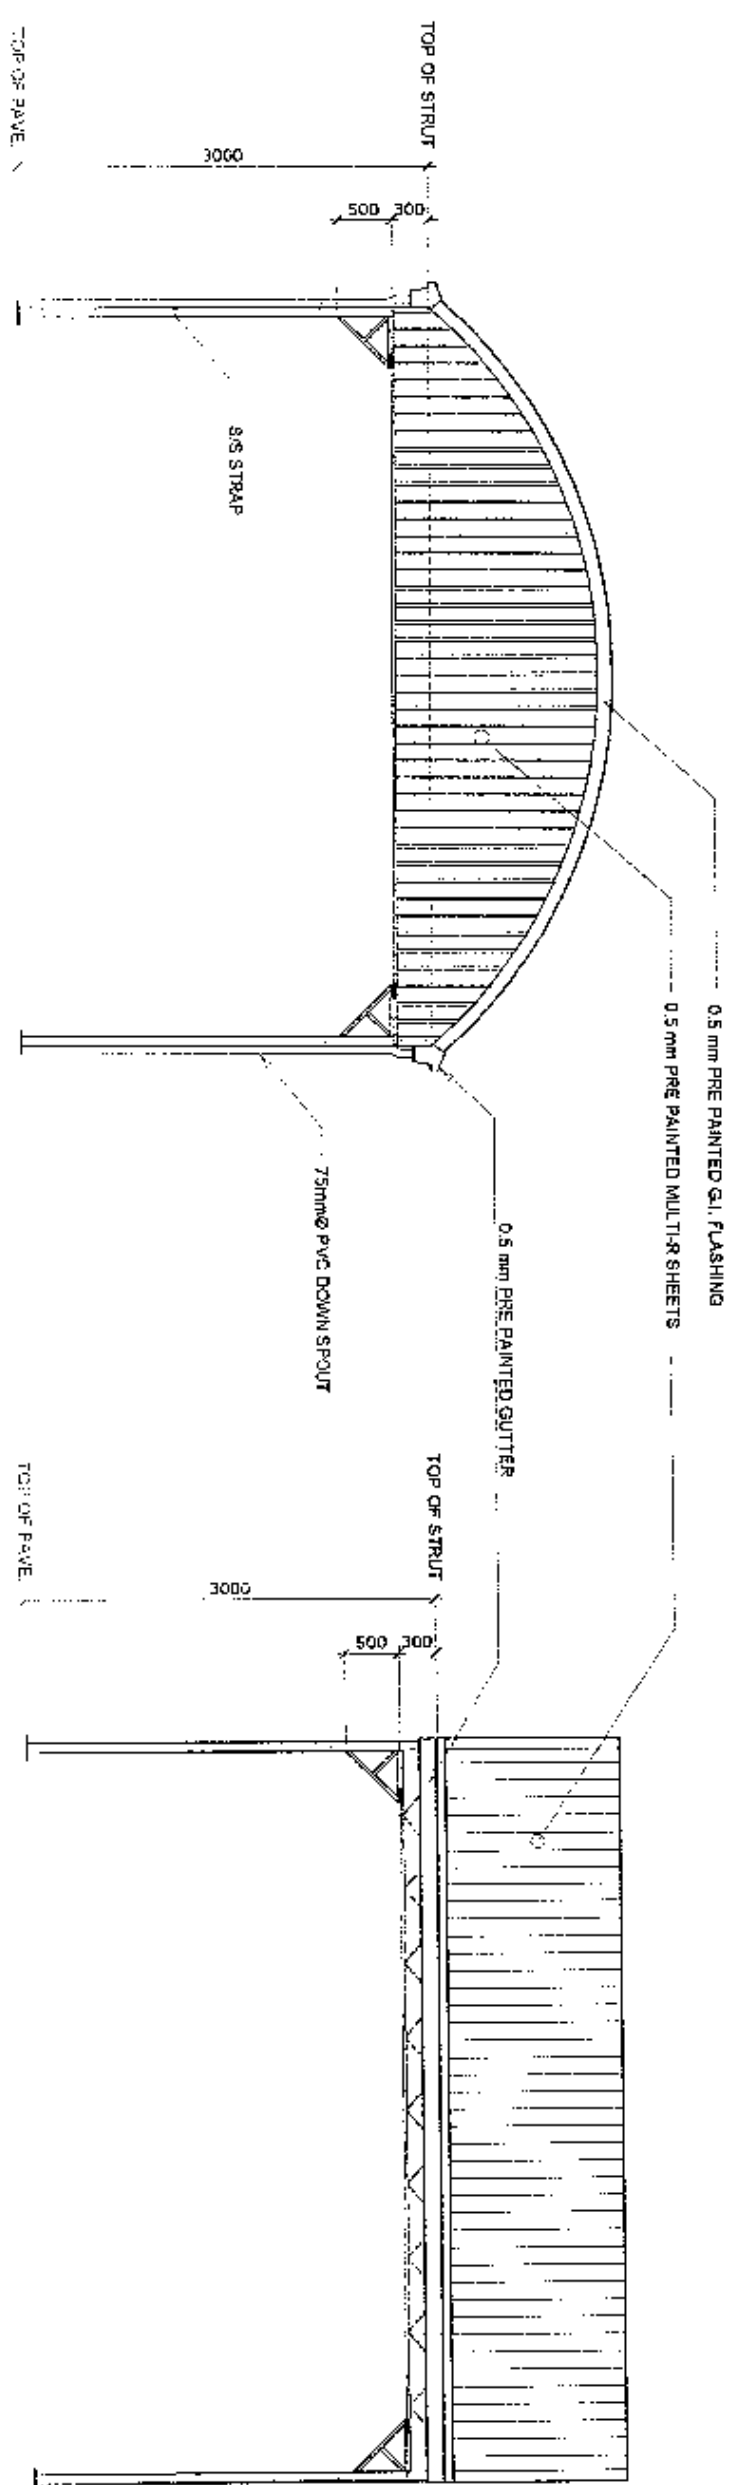 TOP OF STRUT
TOP OF PAVE.
3000
500
300
S/S STRAP
0.5 mm PRE PAINTED G.I. FLASHING
0.5 mm PRE PAINTED MULTI-R SHEETS
0.5 mm PRE PAINTED GUTTER
75mmØ PVC DOWN SPOUT
TOP OF STRUT
TOP OF PAVE.
3000
500
300